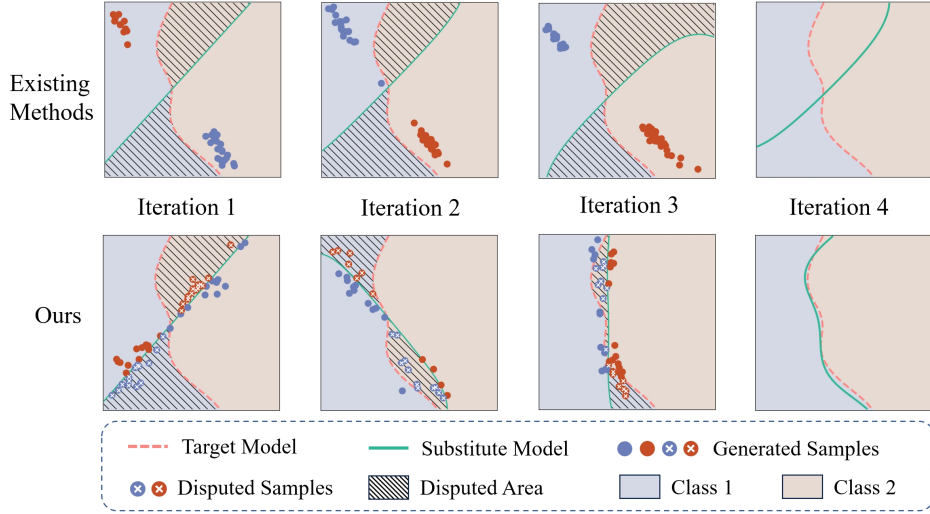 Existing
Methods
Iteration 1
Iteration 2
Iteration 3
Iteration 4
Ours
Target Model
Substitute Model
Generated Samples
Disputed Samples
Disputed Area
Class 1
Class 2